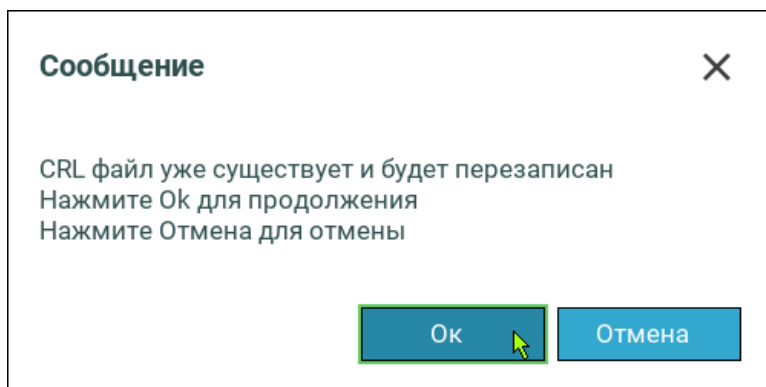 Сообщение
CRL файл уже существует и будет перезаписан
Нажмите Ok для продолжения
Нажмите Отмена для отмены
Ок
Отмена